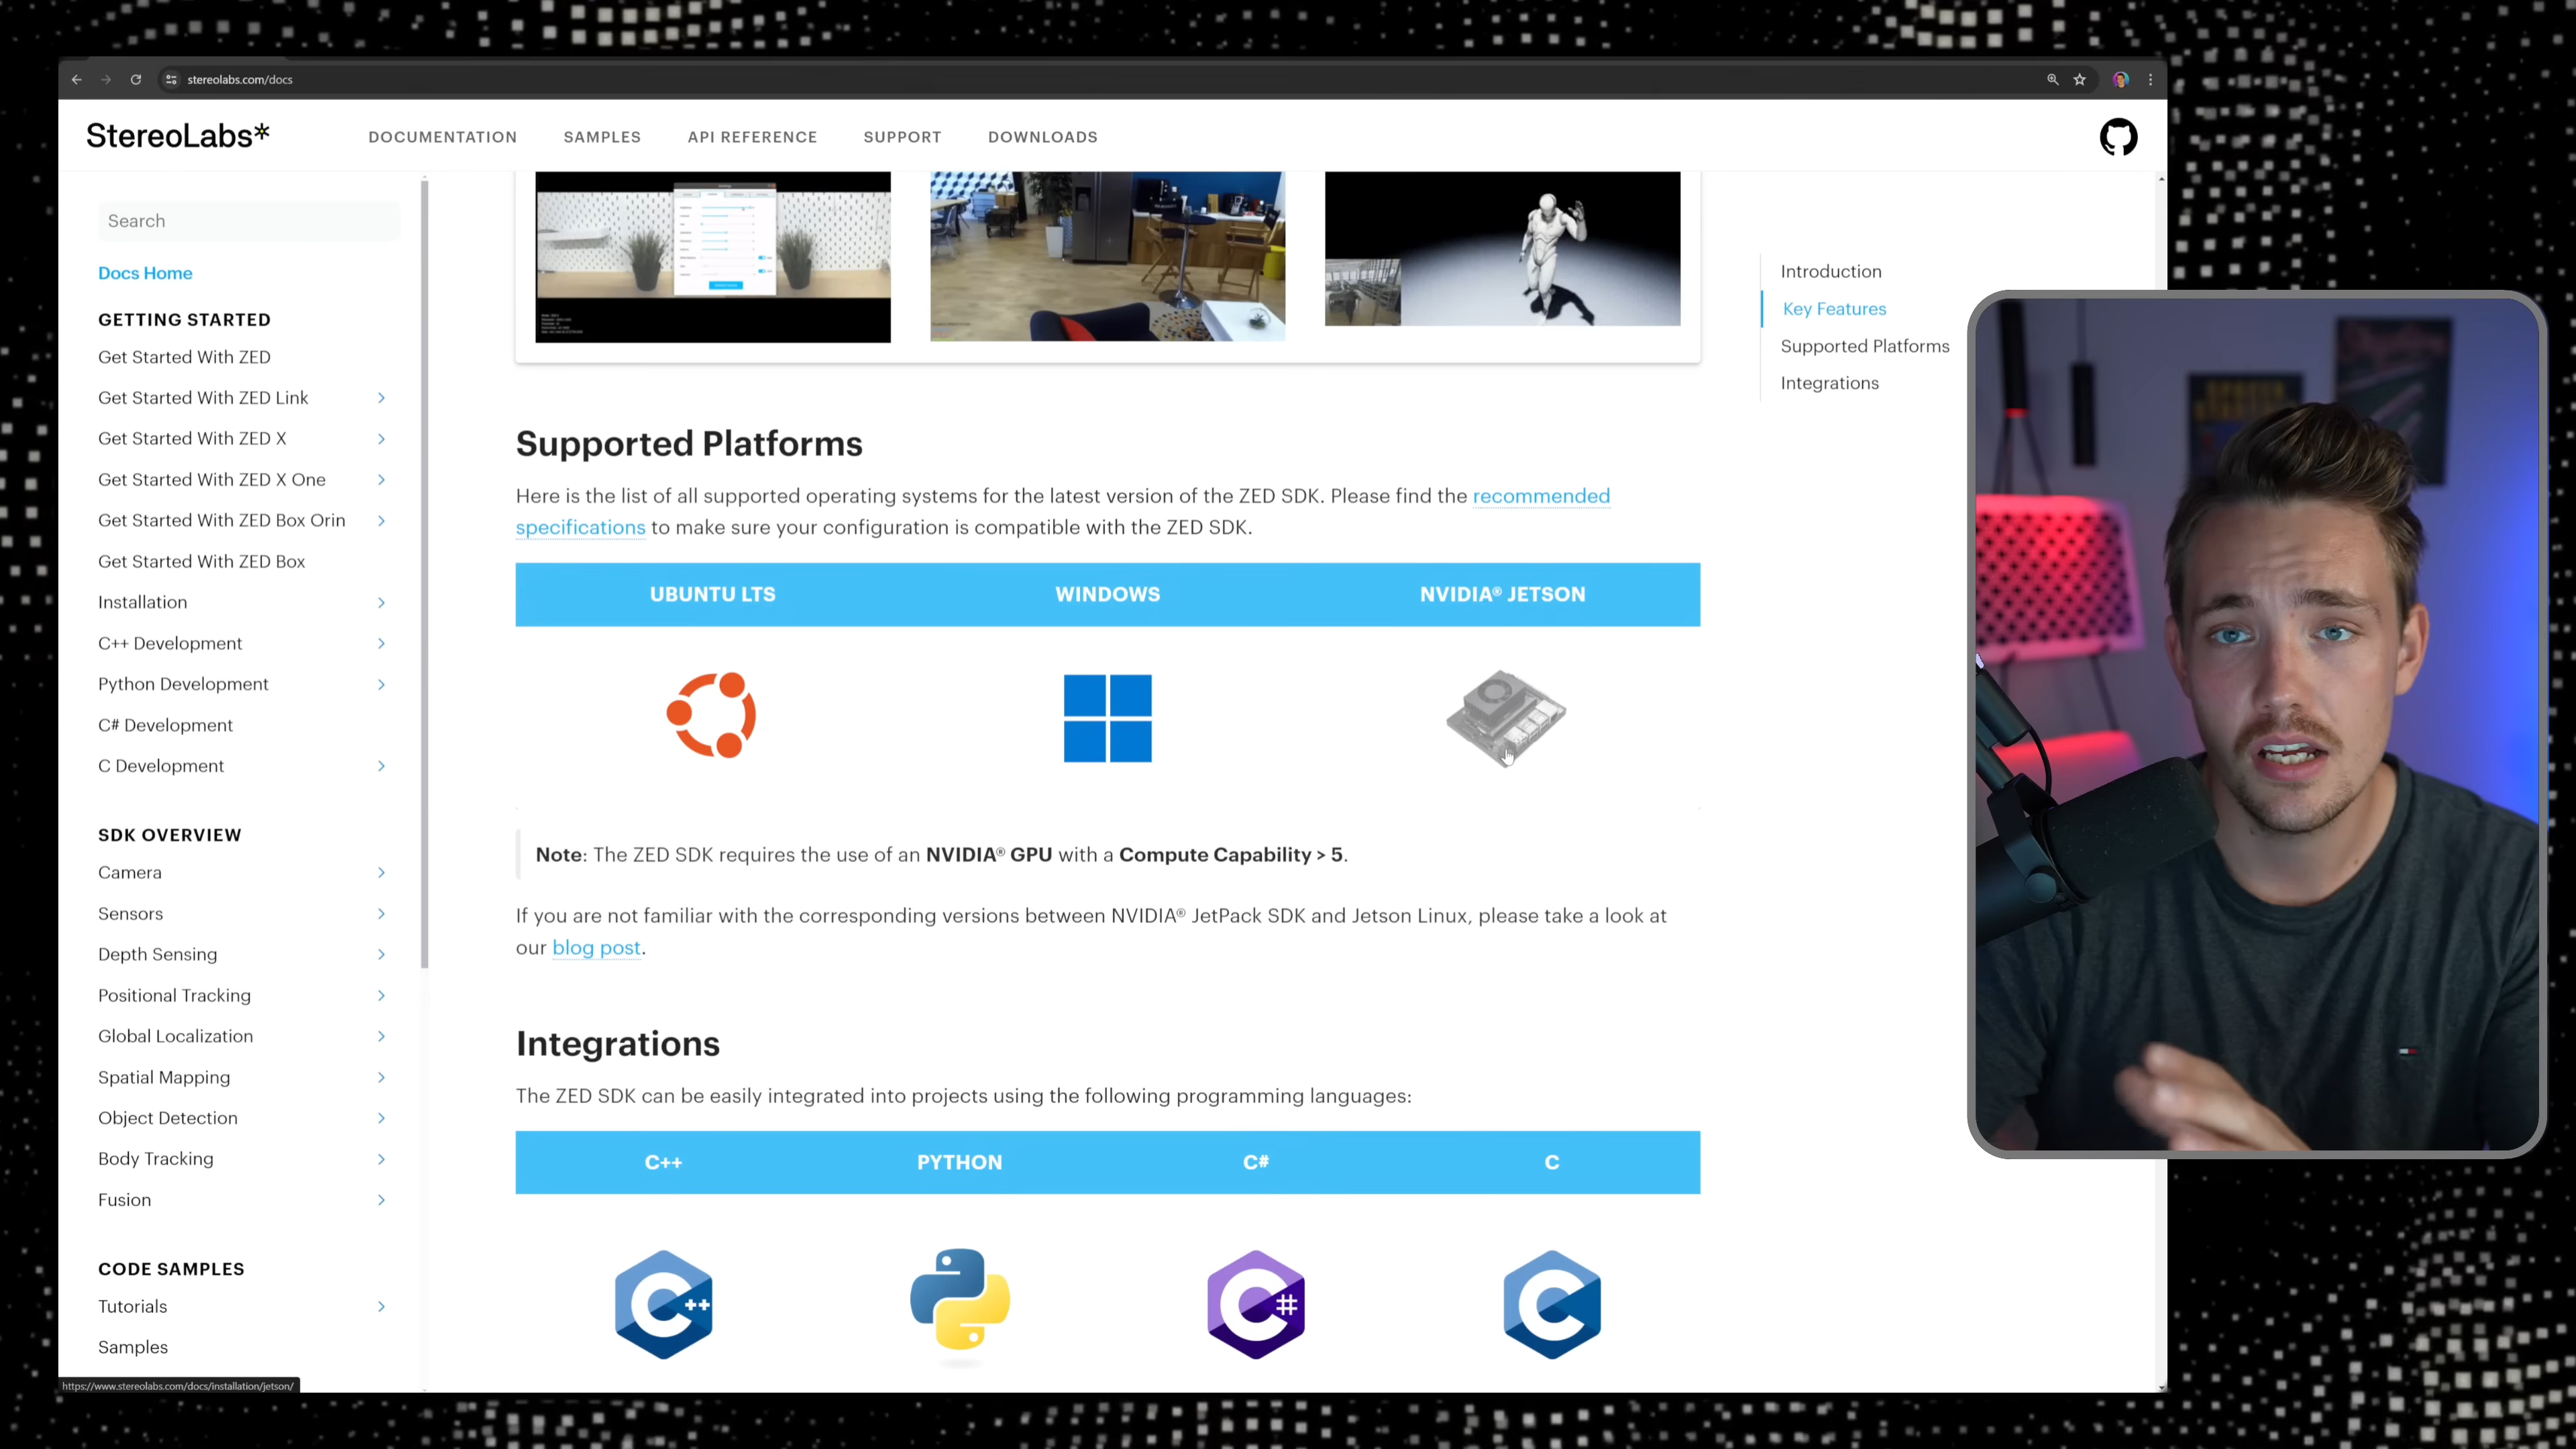 stereolabs.com/docs
StereoLabs*
DOCUMENTATION
SAMPLES
API REFERENCE
SUPPORT
DOWNLOADS
Search
Docs Home
GETTING STARTED
Get Started With ZED
Get Started With ZED Link
Get Started With ZED X
Get Started With ZED X One
Get Started With ZED Box Orin
Get Started With ZED Box
Installation
C++ Development
Python Development
C# Development
C Development
SDK OVERVIEW
Camera
Sensors
Depth Sensing
Positional Tracking
Global Localization
Spatial Mapping
Object Detection
Body Tracking
Fusion
CODE SAMPLES
Tutorials
Samples
https://www.stereolabs.com/docs/installation/jetson/
Supported Platforms
Here is the list of all supported operating systems for the latest version of the ZED SDK. Please find the recommended
specifications to make sure your configuration is compatible with the ZED SDK.
UBUNTU LTS
WINDOWS
NVIDIA® JETSON
Note: The ZED SDK requires the use of an NVIDIA® GPU with a Compute Capability > 5.
If you are not familiar with the corresponding versions between NVIDIA® JetPack SDK and Jetson Linux, please take a look at
our blog post.
Integrations
The ZED SDK can be easily integrated into projects using the following programming languages:
C++
PYTHON
C#
C
C++
C#
C
Introduction
Key Features
Supported Platforms
Integrations